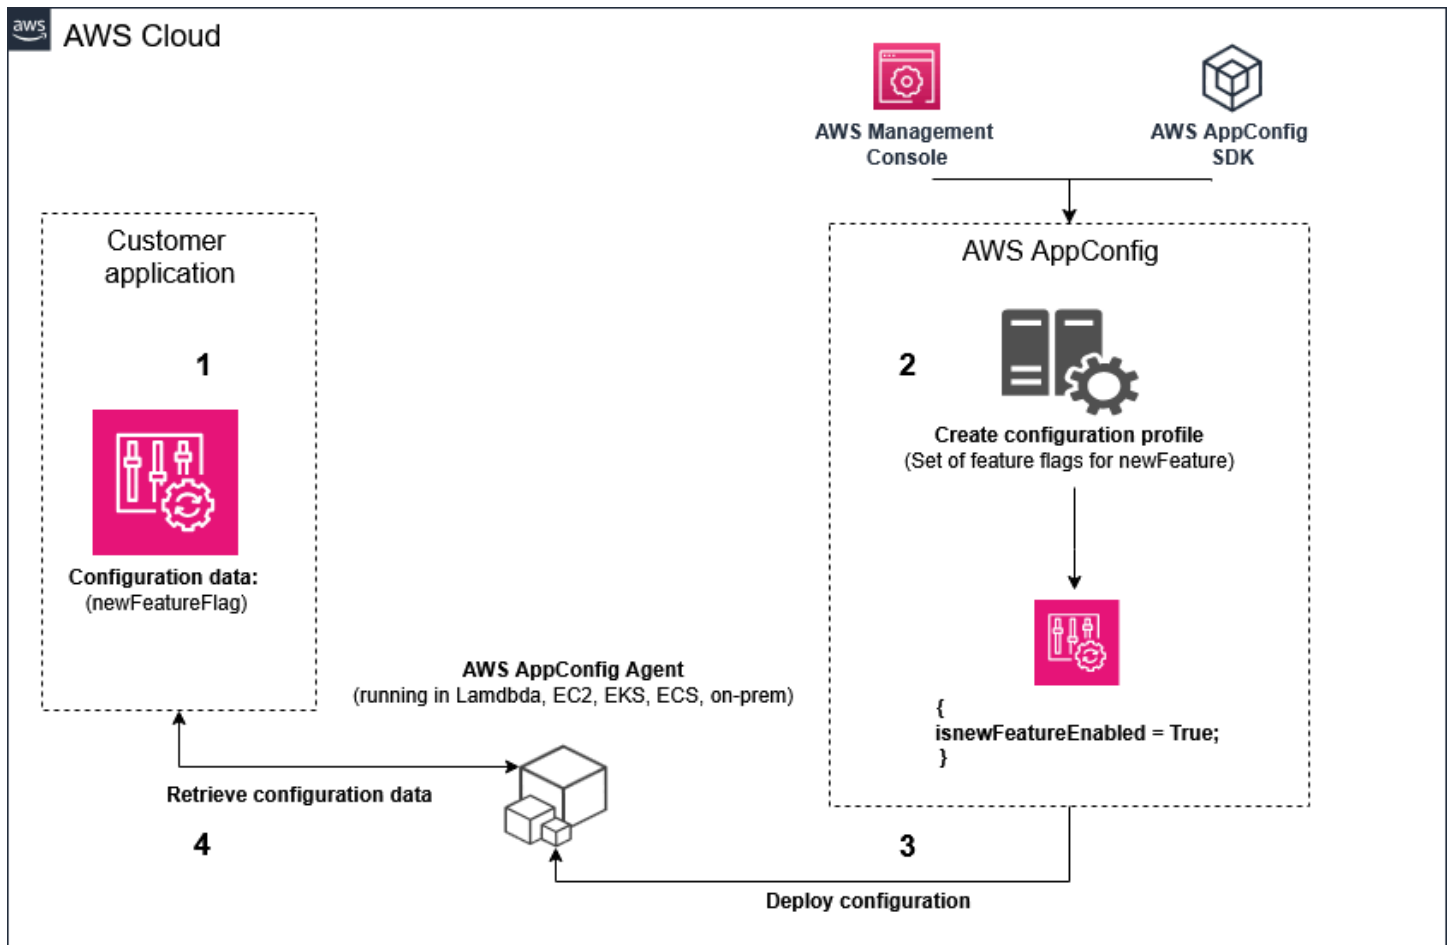 aws
AWS Cloud
AWS Management
Console
AWS AppConfig
SDK
Customer
application
1
Configuration data:
(newFeatureFlag)
AWS AppConfig
2
Create configuration profile
(Set of feature flags for newFeature)
{
isnewFeatureEnabled = True;
}
AWS AppConfig Agent
(running in Lamdbda, EC2, EKS, ECS, on-prem)
Retrieve configuration data
4
3
Deploy configuration